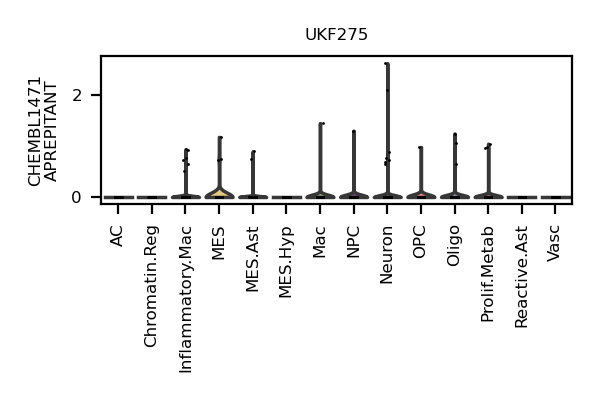 UKF275
CHEMBL1471
APREPITANT
2
0
AC
Chromatin.Reg
Inflammatory.Mac
MES
MES.Ast
MES.Hyp
Mac
NPC
Neuron
OPC
Oligo
Prolif.Metab
Reactive.Ast
Vasc